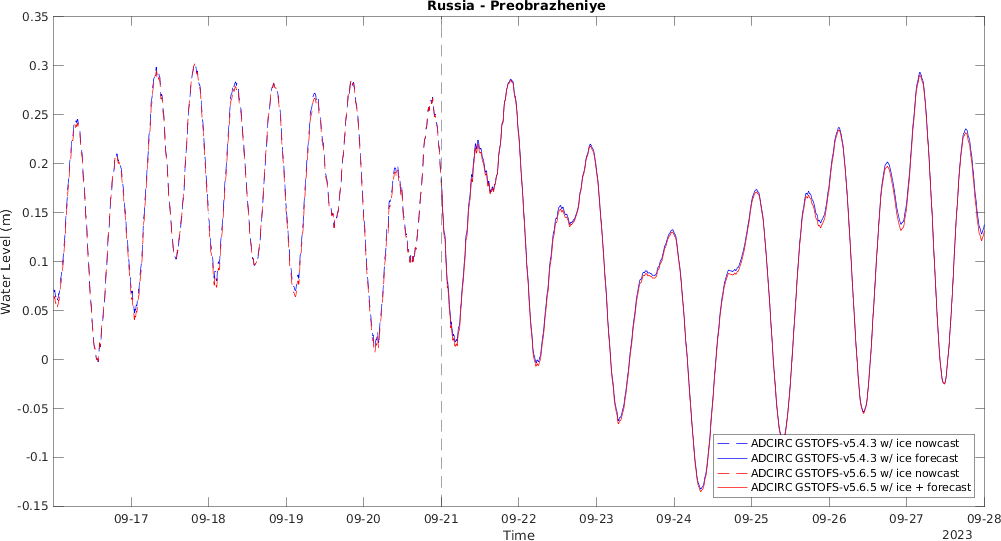 Russia - Preobrazheniye
0.35
0.3
0.25
0.2
0.15
0.1
0.05
0
-0.05
-0.1
-0.15
Water Level (m)
ADCIRC GSTOFS-v5.4.3 w/ ice nowcast
ADCIRC GSTOFS-v5.4.3 w/ ice forecast
ADCIRC GSTOFS-v5.6.5 w/ ice nowcast
ADCIRC GSTOFS-v5.6.5 w/ ice + forecast
09-17 09-18 09-19 09-20 09-21 09-22 09-23 09-24 09-25 09-26 09-27 09-28
2023
Time